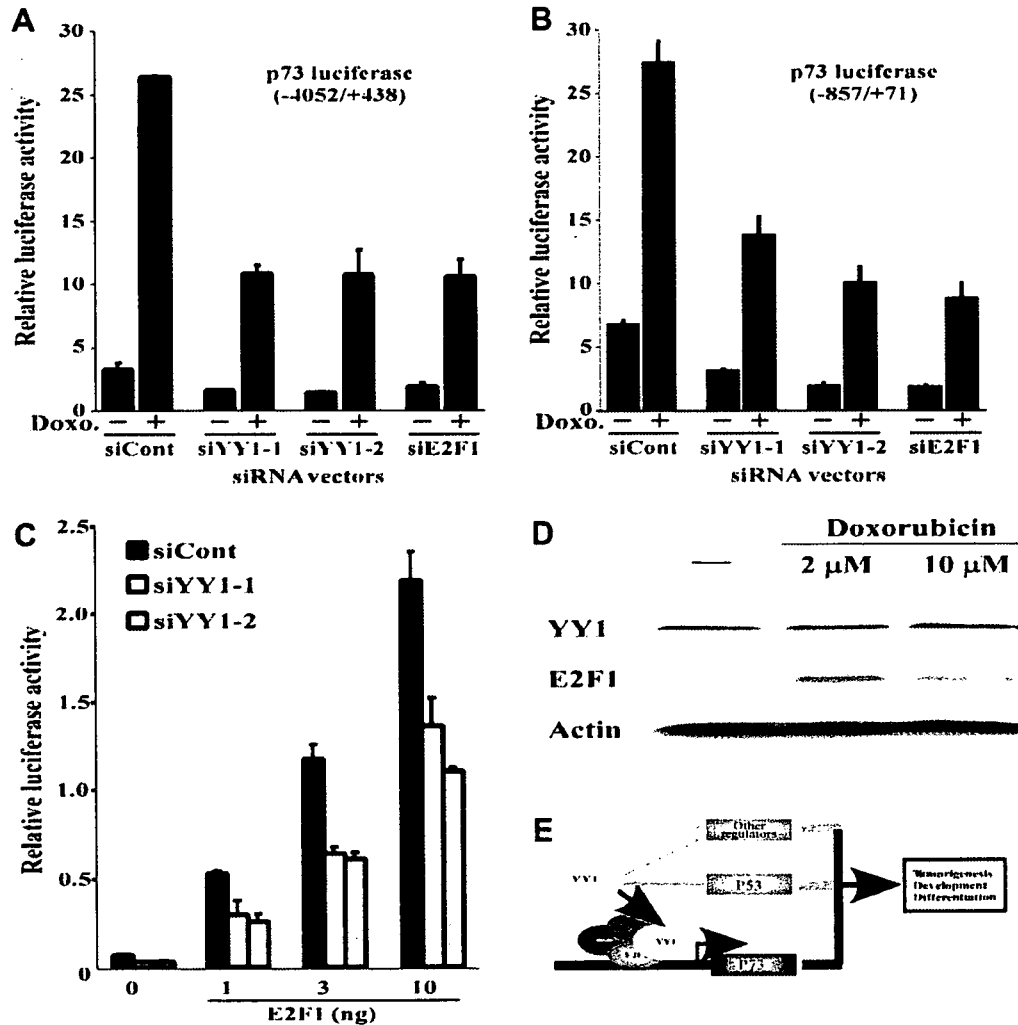 A
Relative luciferase activity
30
25
20
15
10
5
0
p73 luciferase
(-4052/+438)
Doxo. − + − + − + − +
siCont siYY1-1 siYY1-2 siE2F1
siRNA vectors
B
Relative luciferase activity
30
25
20
15
10
5
0
p73 luciferase
(-857/+71)
Doxo. − + − + − + − +
siCont siYY1-1 siYY1-2 siE2F1
siRNA vectors
C
Relative luciferase activity
2.5
2.0
1.5
1.0
0.5
0
siCont
siYY1-1
siYY1-2
0 1 3 10
E2F1 (ng)
D
Doxorubicin
— 2 μM 10 μM
YY1
E2F1
Actin
E
Other
regulators
YY1
P53
YY1
P73
Tumorigenesis
Development
Differentiation